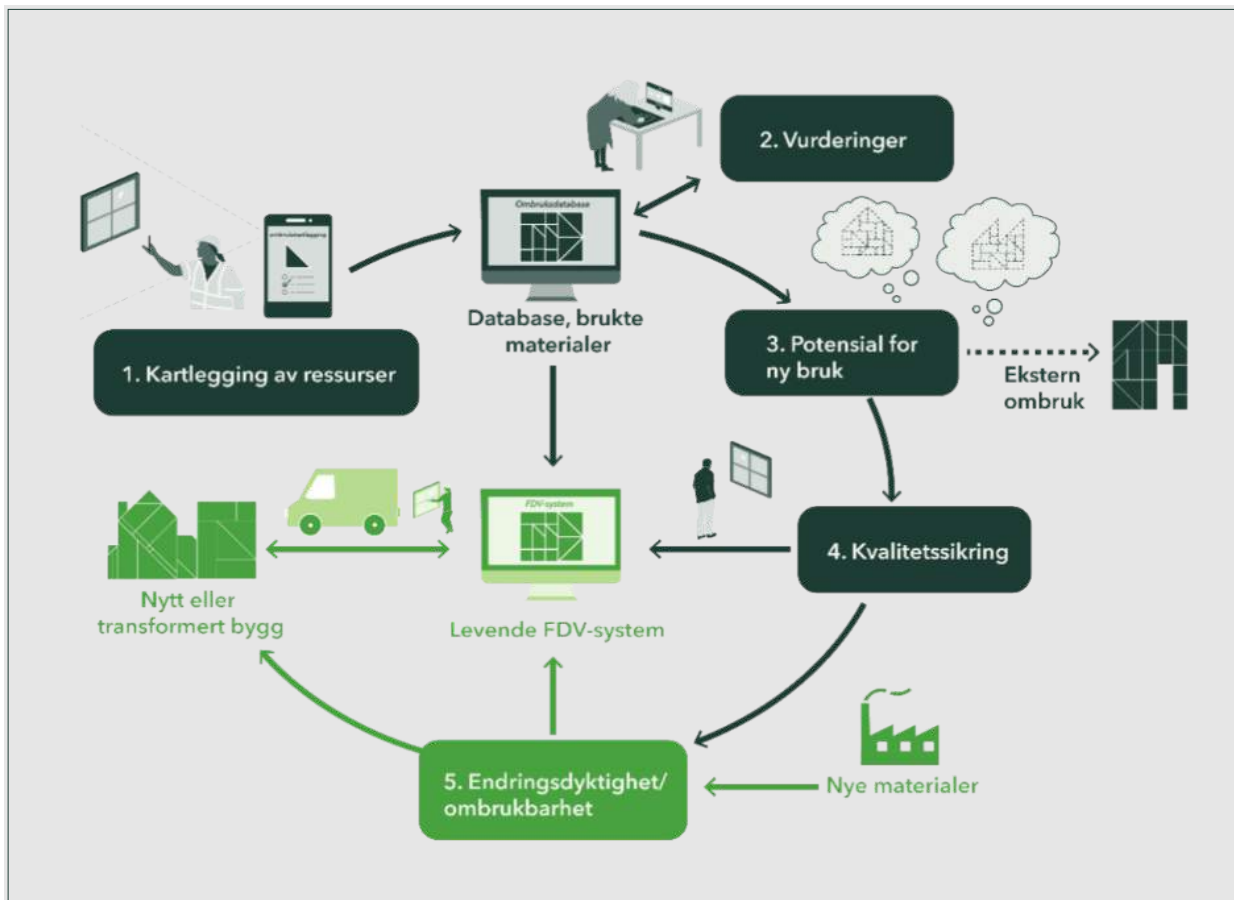 2. Vurderinger
Ombruksdatabase
ombrukskartlegging
Database, brukte
materialer
1. Kartlegging av ressurser
3. Potensial for
ny bruk
Ekstern
ombruk
FDV-system
4. Kvalitetssikring
Nytt eller
transformert bygg
Levende FDV-system
5. Endringsdyktighet/
ombrukbarhet
Nye materialer